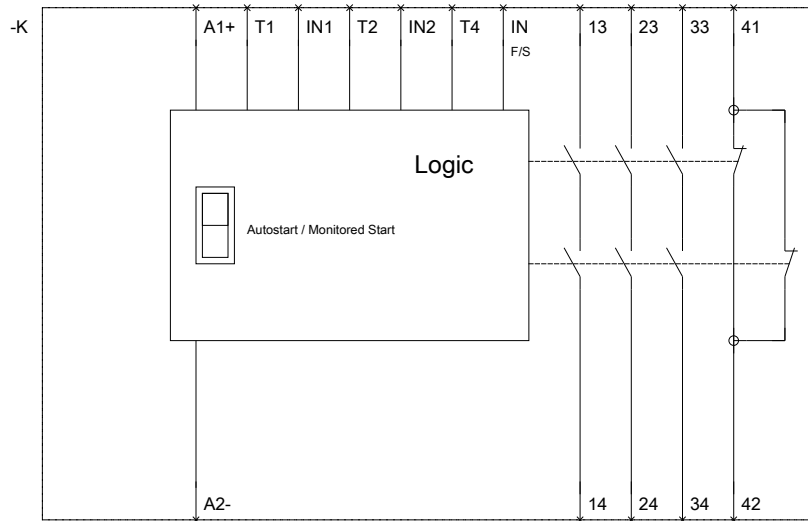 -K A1+ T1 IN1 T2 IN2 T4 IN 13 23 33 41
F/S
Logic
Autostart / Monitored Start
A2- 14 24 34 42